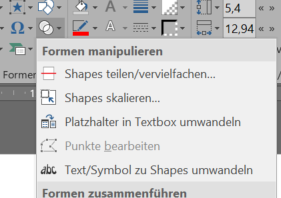 5,4
12,94
Formen manipulieren
Former
Shapes teilen/vervielfachen...
Shapes skalieren...
Platzhalter in Textbox umwandeln
Punkte bearbeiten
abc Text/Symbol zu Shapes umwandeln
Formen zusammenführen